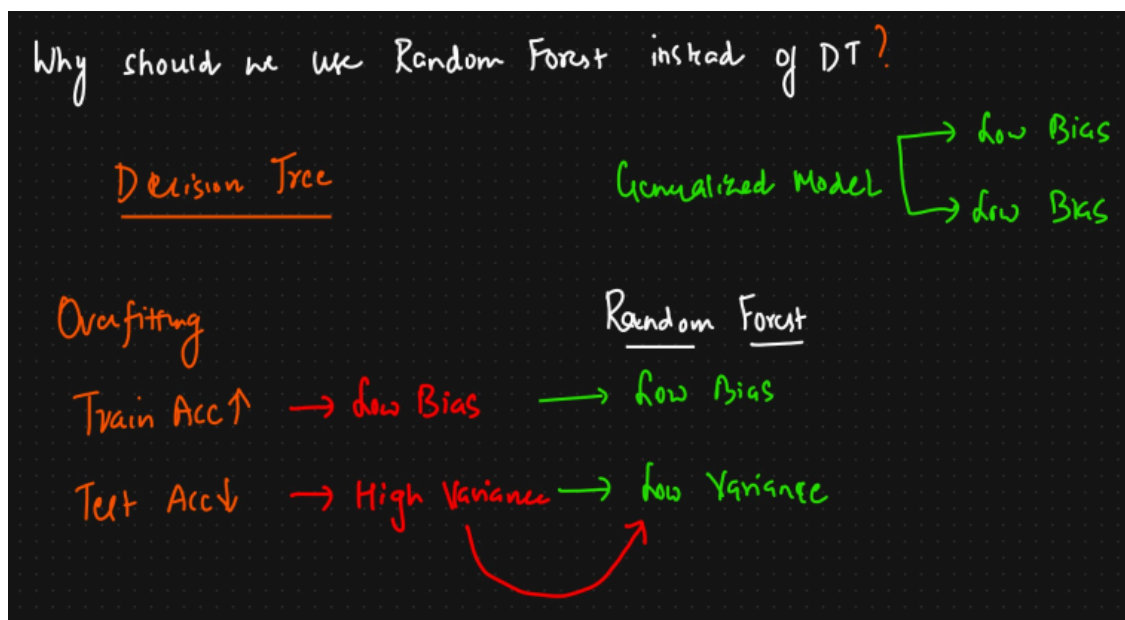 Why should we use Random Forest instead of DT?
Decision Tree
Generalized Model → Low Bias
→ Low Bias
Overfitting
Random Forest
Train Acc↑ → Low Bias → Low Bias
Test Acc↓ → High Variance → Low Variance